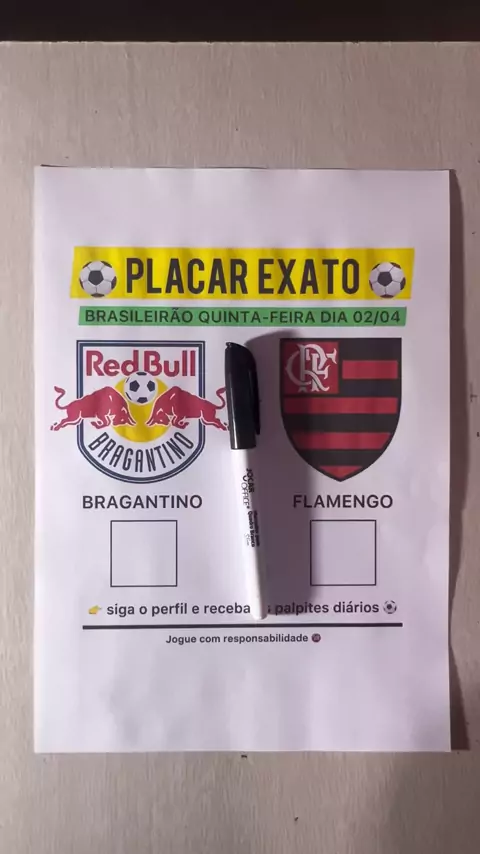 ⚽ PLACAR EXATO ⚽
BRASILEIRÃO QUINTA-FEIRA DIA 02/04
Red Bull
BRAGANTINO
CRF
BRAGANTINO
FLAMENGO
👉 siga o perfil e receba palpites diários ⚽
Jogue com responsabilidade 🔞